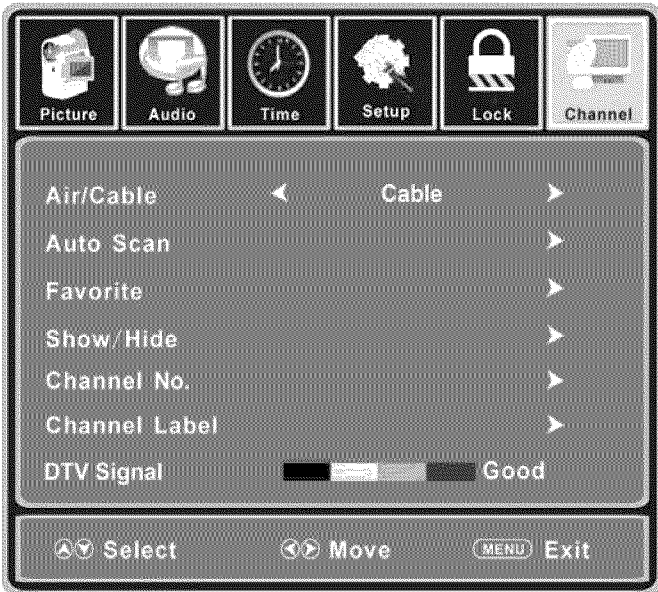 Picture Audio Time Setup Lock Channel
Air/Cable Cable
Auto Scan
Favorite
Show/Hide
Channel No.
Channel Label
DTV Signal Good
Select Move MENU Exit